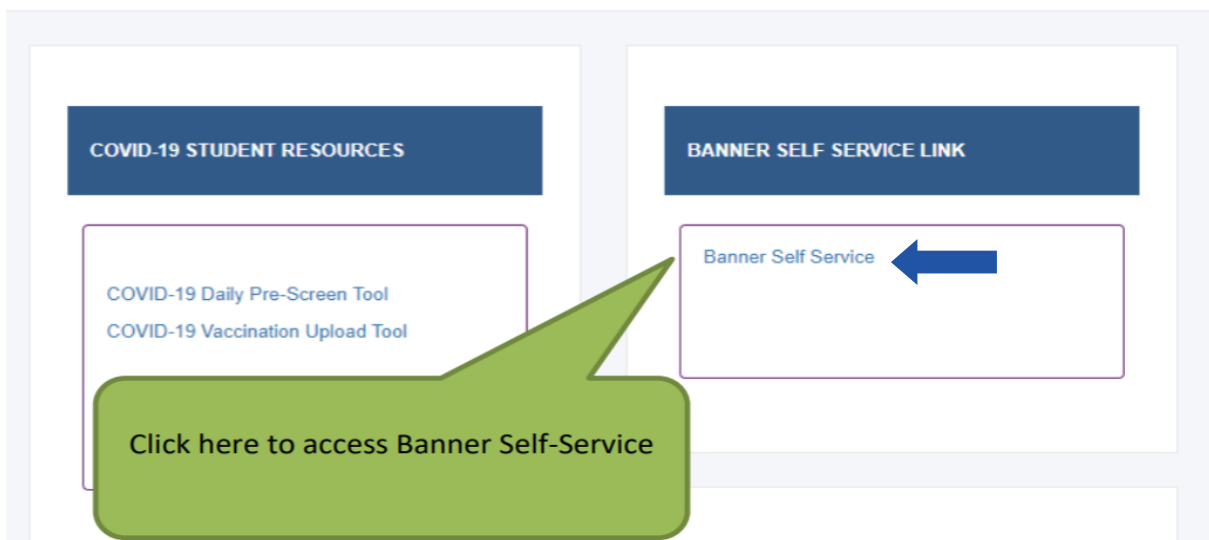 COVID-19 STUDENT RESOURCES
COVID-19 Daily Pre-Screen Tool
COVID-19 Vaccination Upload Tool
BANNER SELF SERVICE LINK
Banner Self Service
Click here to access Banner Self-Service